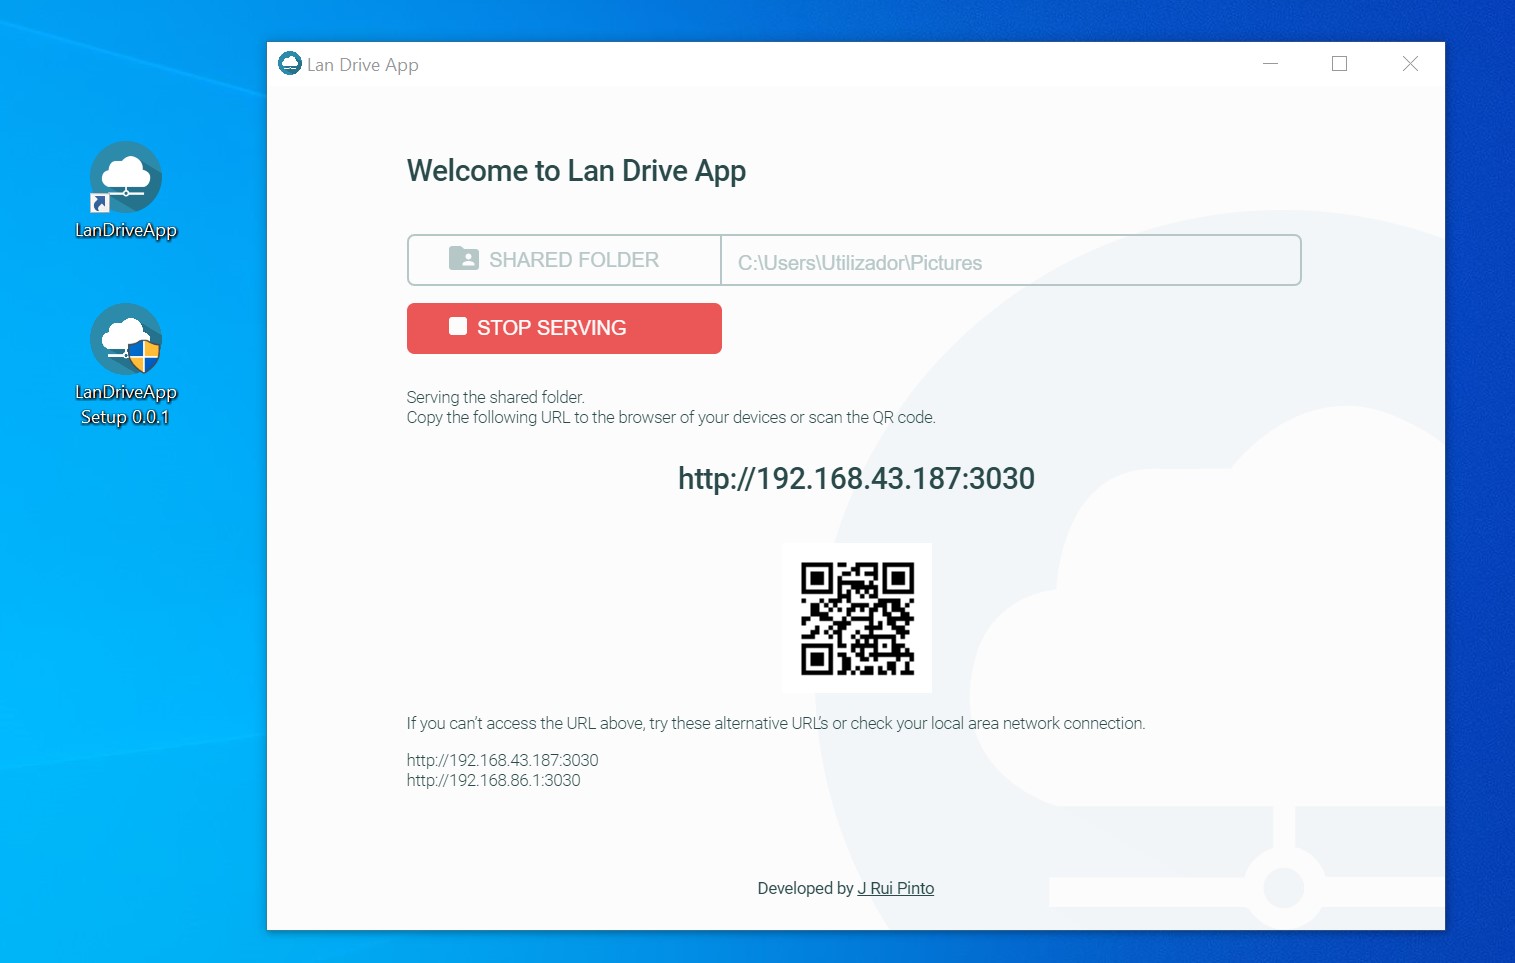 Lan Drive App
LanDriveApp
LanDriveApp
Setup 0.0.1
Welcome to Lan Drive App
SHARED FOLDER
C:\Users\Utilizador\Pictures
STOP SERVING
Serving the shared folder.
Copy the following URL to the browser of your devices or scan the QR code.
http://192.168.43.187:3030
If you can’t access the URL above, try these alternative URL’s or check your local area network connection.
http://192.168.43.187:3030
http://192.168.86.1:3030
Developed by J Rui Pinto